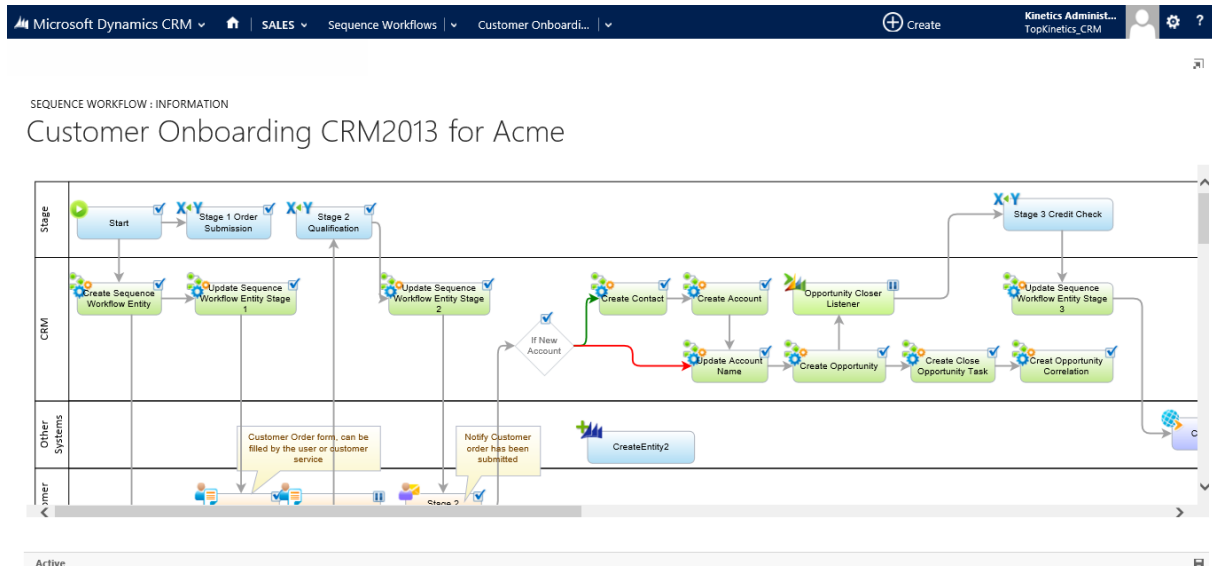 Microsoft Dynamics CRM SALES Sequence Workflows Customer Onboardi... Create Kinetics Administ... ?
TopKinetics_CRM
SEQUENCE WORKFLOW : INFORMATION
Customer Onboarding CRM2013 for Acme
Stage
Start
Stage 1 Order
Submission
Stage 2
Qualification
Stage 3 Credit Check
CRM
Create Sequence
Workflow Entity
Update Sequence
Workflow Entity Stage
1
Update Sequence
Workflow Entity Stage
2
If New
Account
Create Contact
Create Account
Opportunity Closer
Listener
Update Sequence
Workflow Entity Stage
3
Update Account
Name
Create Opportunity
Create Close
Opportunity Task
Creat Opportunity
Correlation
Other
Systems
Customer Order form, can be
filled by the user or customer
service
Notify Customer
order has been
submitted
CreateEntity2
C
omer
Stage 2
Active